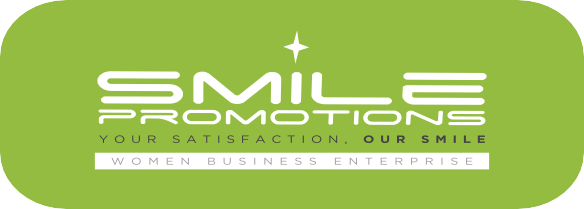 SMILE
PROMOTIONS
YOUR SATISFACTION, OUR SMILE
WOMEN BUSINESS ENTERPRISE